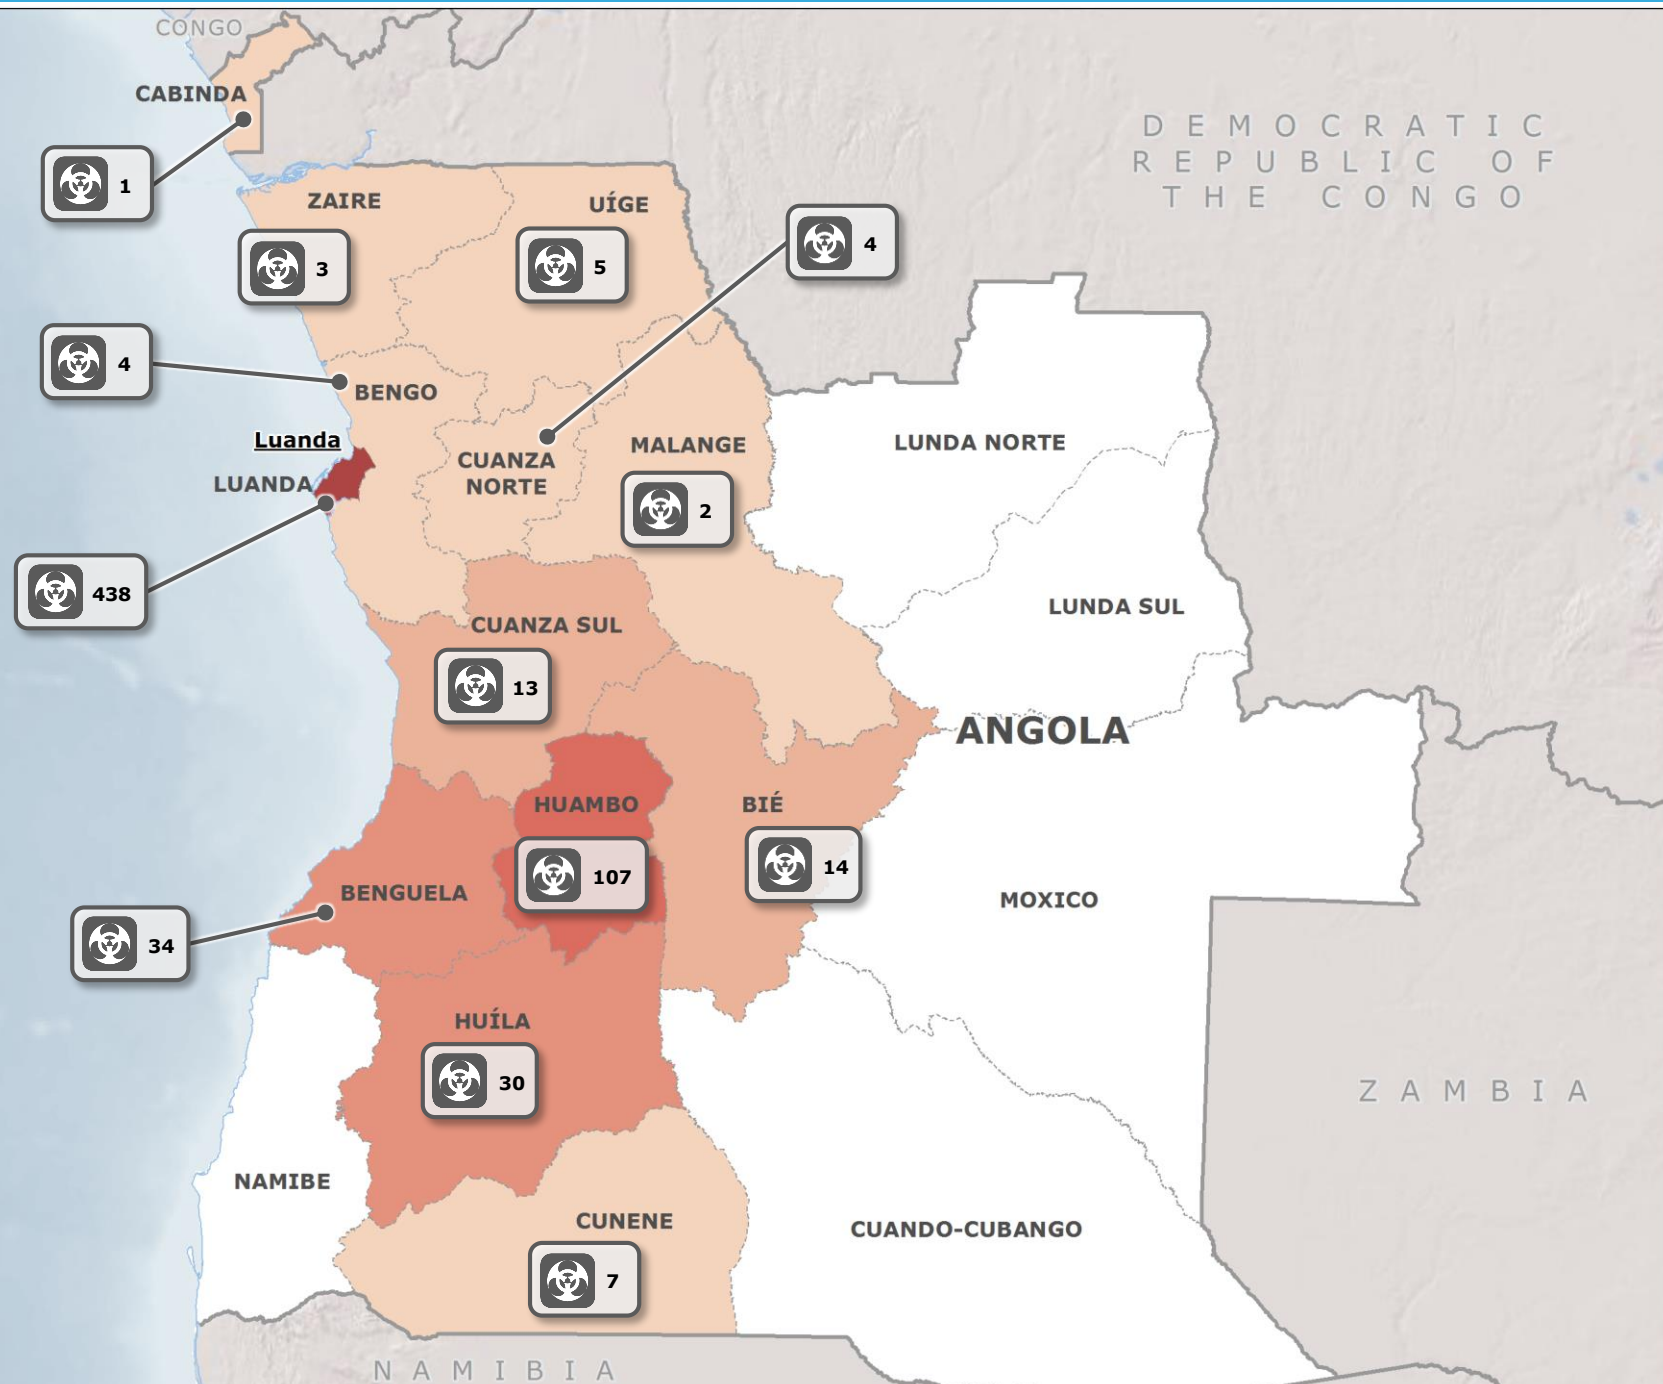 CONGO
CABINDA
DEMOCRATIC
REPUBLIC OF
THE CONGO
1
ZAIRE
UÍGE
4
3
5
4
BENGO
Luanda
MALANGE
LUNDA NORTE
CUANZA
NORTE
LUANDA
2
438
LUNDA SUL
CUANZA SUL
13
ANGOLA
HUAMBO
BIÉ
107
14
BENGUELA
MOXICO
34
HUÍLA
30
ZAMBIA
NAMIBE
CUNENE
CUANDO-CUBANGO
7
NAMIBIA